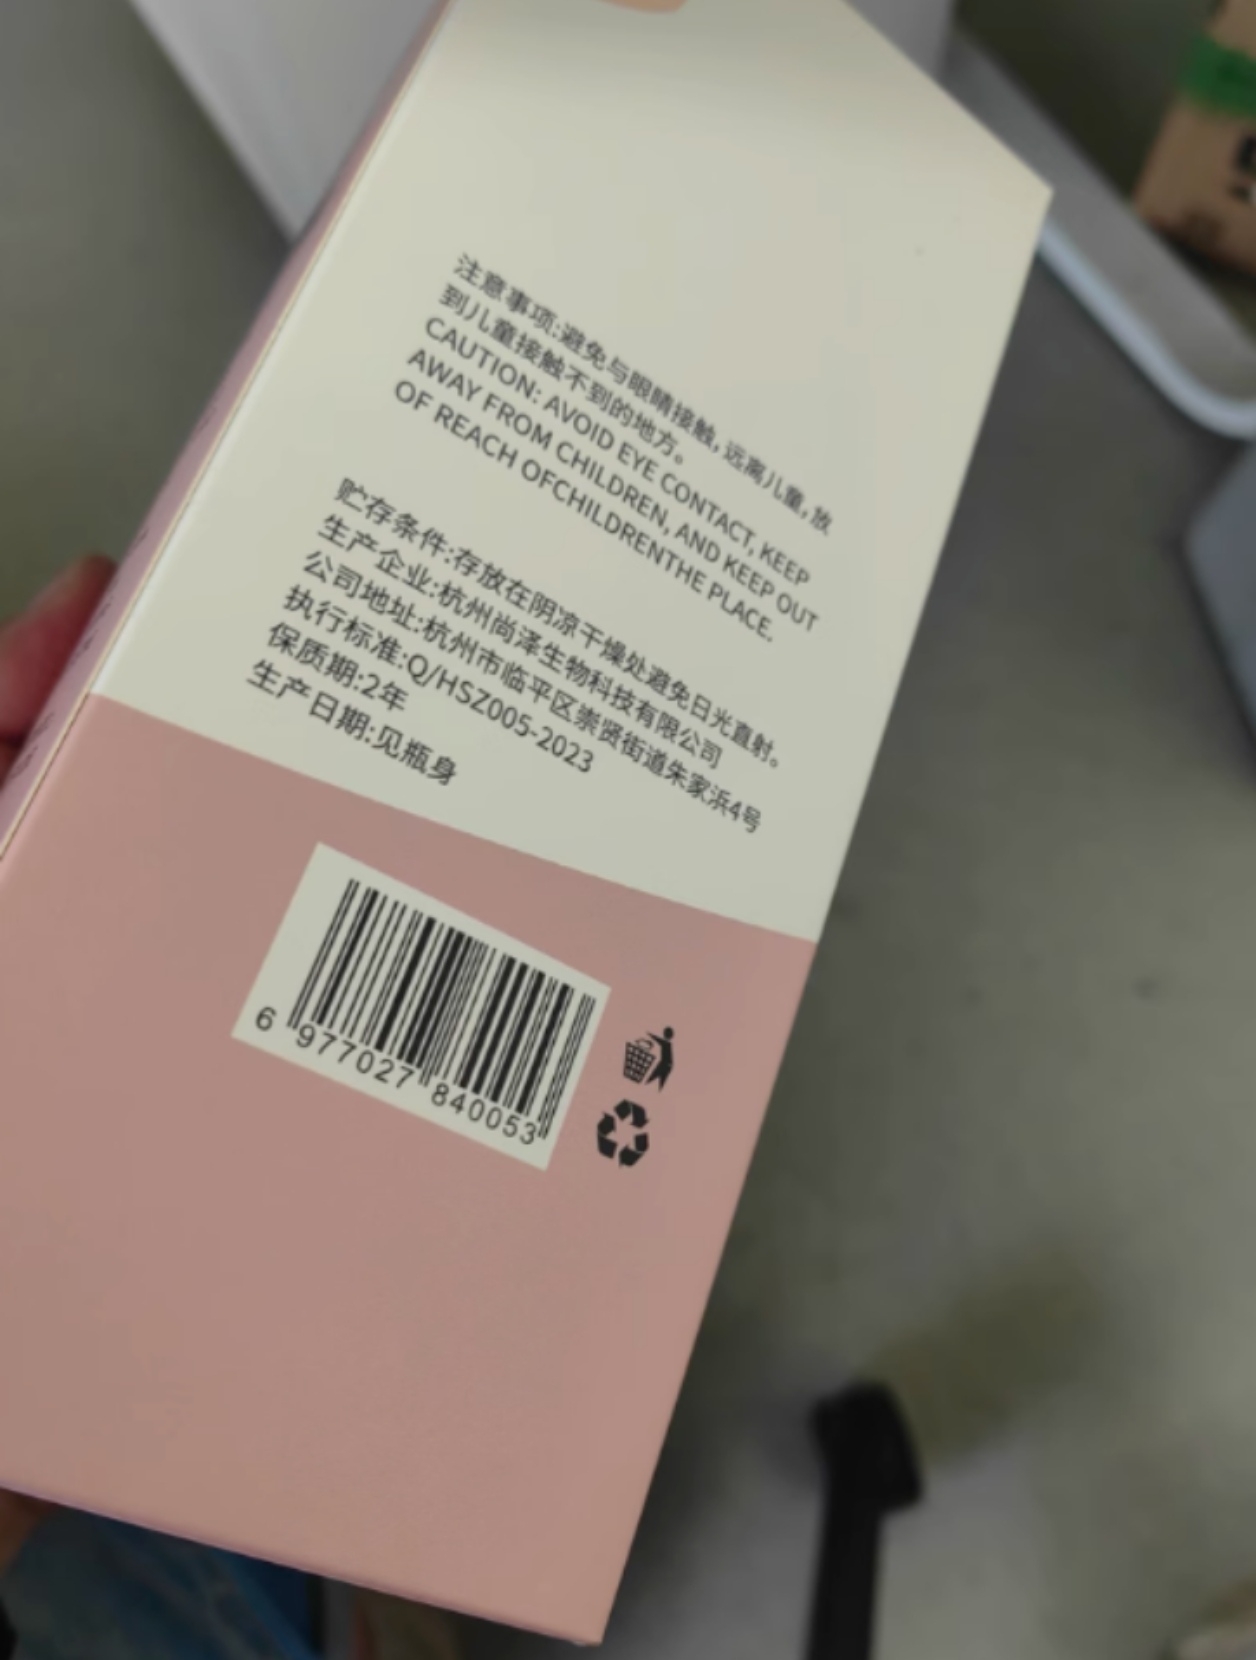 注意事项:避免与眼睛接触,远离儿童,放
到儿童接触不到的地方。
CAUTION: AVOID EYE CONTACT, KEEP
AWAY FROM CHILDREN, AND KEEP OUT
OF REACH OFCHILDRENTHE PLACE.
贮存条件:存放在阴凉干燥处避免日光直射。
生产企业:杭州尚泽生物科技有限公司
公司地址:杭州市临平区崇贤街道朱家浜4号
执行标准:Q/HSZ005-2023
保质期:2年
生产日期:见瓶身
6 977027 840053